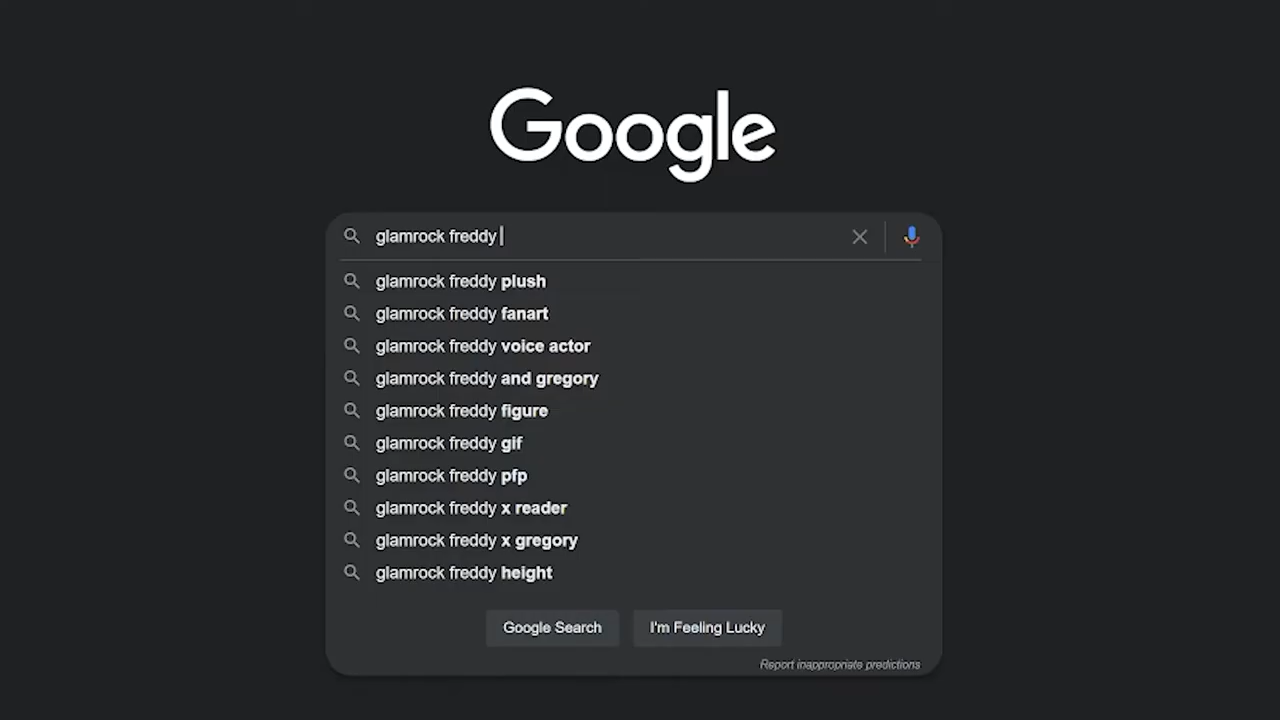 Google
glamrock freddy
glamrock freddy plush
glamrock freddy fanart
glamrock freddy voice actor
glamrock freddy and gregory
glamrock freddy figure
glamrock freddy gif
glamrock freddy pfp
glamrock freddy x reader
glamrock freddy x gregory
glamrock freddy height
Google Search I'm Feeling Lucky
Report inappropriate predictions